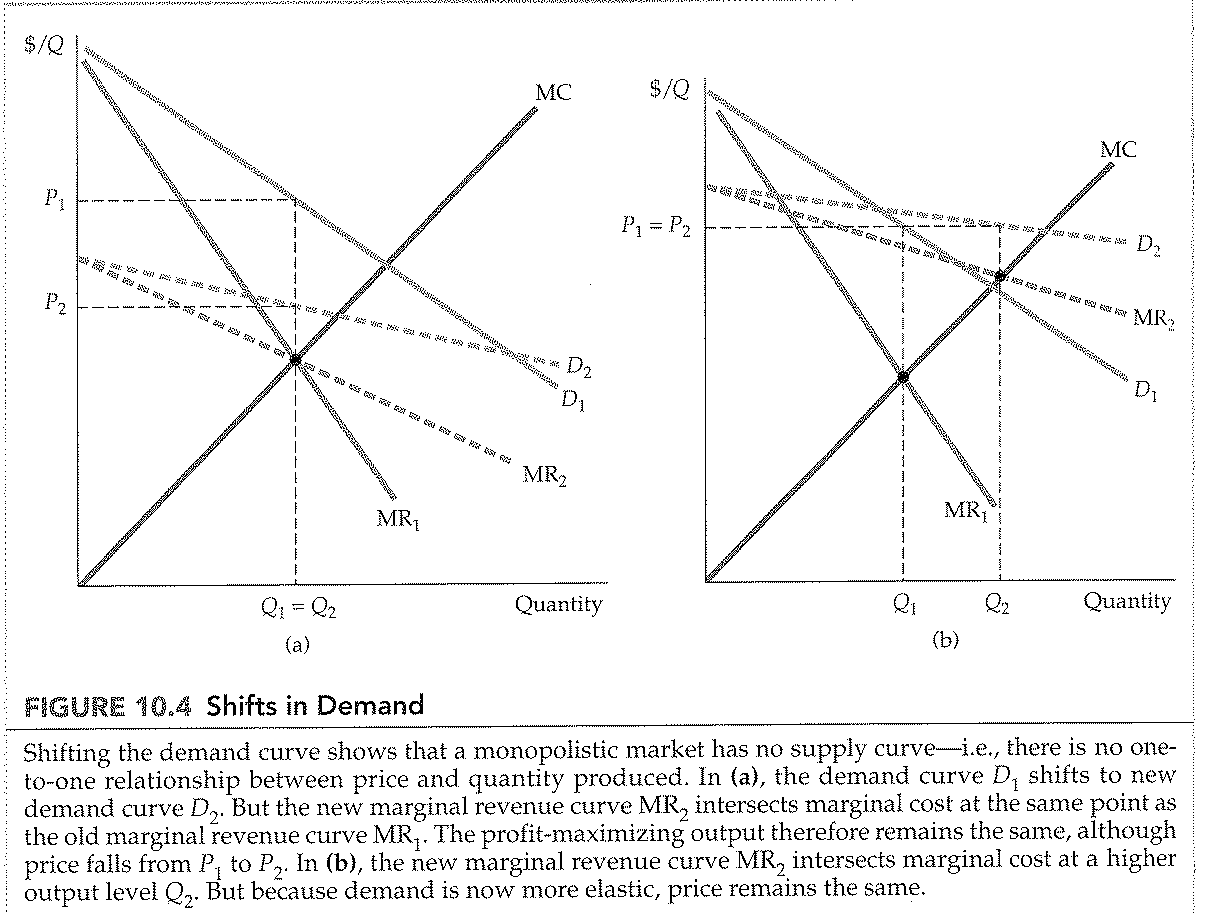 $/Q
MC
P1
P2
D2
D1
MR2
MR1
Q1 = Q2
Quantity
(a)
$/Q
MC
P1 = P2
D2
MR2
D1
MR1
Q1
Q2
Quantity
(b)
FIGURE 10.4 Shifts in Demand
Shifting the demand curve shows that a monopolistic market has no supply curve—i.e., there is no one-
to-one relationship between price and quantity produced. In (a), the demand curve D1 shifts to new
demand curve D2. But the new marginal revenue curve MR2 intersects marginal cost at the same point as
the old marginal revenue curve MR1. The profit-maximizing output therefore remains the same, although
price falls from P1 to P2. In (b), the new marginal revenue curve MR2 intersects marginal cost at a higher
output level Q2. But because demand is now more elastic, price remains the same.